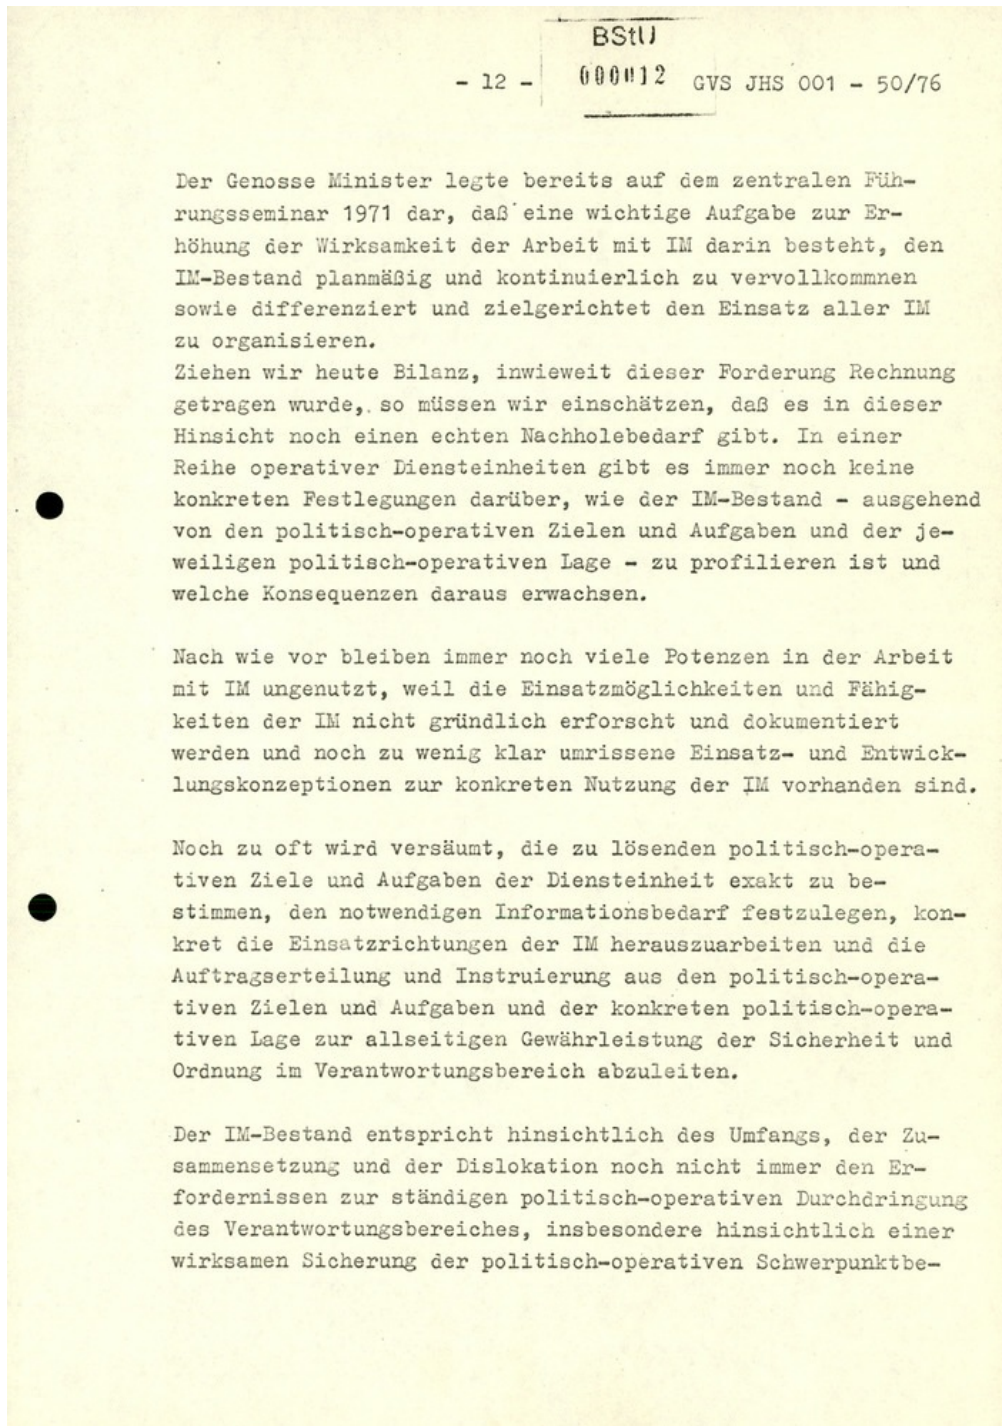 BStU
- 12 - 000012 GVS JHS 001 - 50/76
Der Genosse Minister legte bereits auf dem zentralen Füh-
rungsseminar 1971 dar, daß eine wichtige Aufgabe zur Er-
höhung der Wirksamkeit der Arbeit mit IM darin besteht, den
IM-Bestand planmäßig und kontinuierlich zu vervollkommnen
sowie differenziert und zielgerichtet den Einsatz aller IM
zu organisieren.
Ziehen wir heute Bilanz, inwieweit dieser Forderung Rechnung
getragen wurde, so müssen wir einschätzen, daß es in dieser
Hinsicht noch einen echten Nachholebedarf gibt. In einer
Reihe operativer Diensteinheiten gibt es immer noch keine
konkreten Festlegungen darüber, wie der IM-Bestand - ausgehend
von den politisch-operativen Zielen und Aufgaben und der je-
weiligen politisch-operativen Lage - zu profilieren ist und
welche Konsequenzen daraus erwachsen.
Nach wie vor bleiben immer noch viele Potenzen in der Arbeit
mit IM ungenutzt, weil die Einsatzmöglichkeiten und Fähig-
keiten der IM nicht gründlich erforscht und dokumentiert
werden und noch zu wenig klar umrissene Einsatz- und Entwick-
lungskonzeptionen zur konkreten Nutzung der IM vorhanden sind.
Noch zu oft wird versäumt, die zu lösenden politisch-opera-
tiven Ziele und Aufgaben der Diensteinheit exakt zu be-
stimmen, den notwendigen Informationsbedarf festzulegen, kon-
kret die Einsatzrichtungen der IM herauszuarbeiten und die
Auftragserteilung und Instruierung aus den politisch-opera-
tiven Zielen und Aufgaben und der konkreten politisch-opera-
tiven Lage zur allseitigen Gewährleistung der Sicherheit und
Ordnung im Verantwortungsbereich abzuleiten.
Der IM-Bestand entspricht hinsichtlich des Umfangs, der Zu-
sammensetzung und der Dislokation noch nicht immer den Er-
fordernissen zur ständigen politisch-operativen Durchdringung
des Verantwortungsbereiches, insbesondere hinsichtlich einer
wirksamen Sicherung der politisch-operativen Schwerpunktbe-